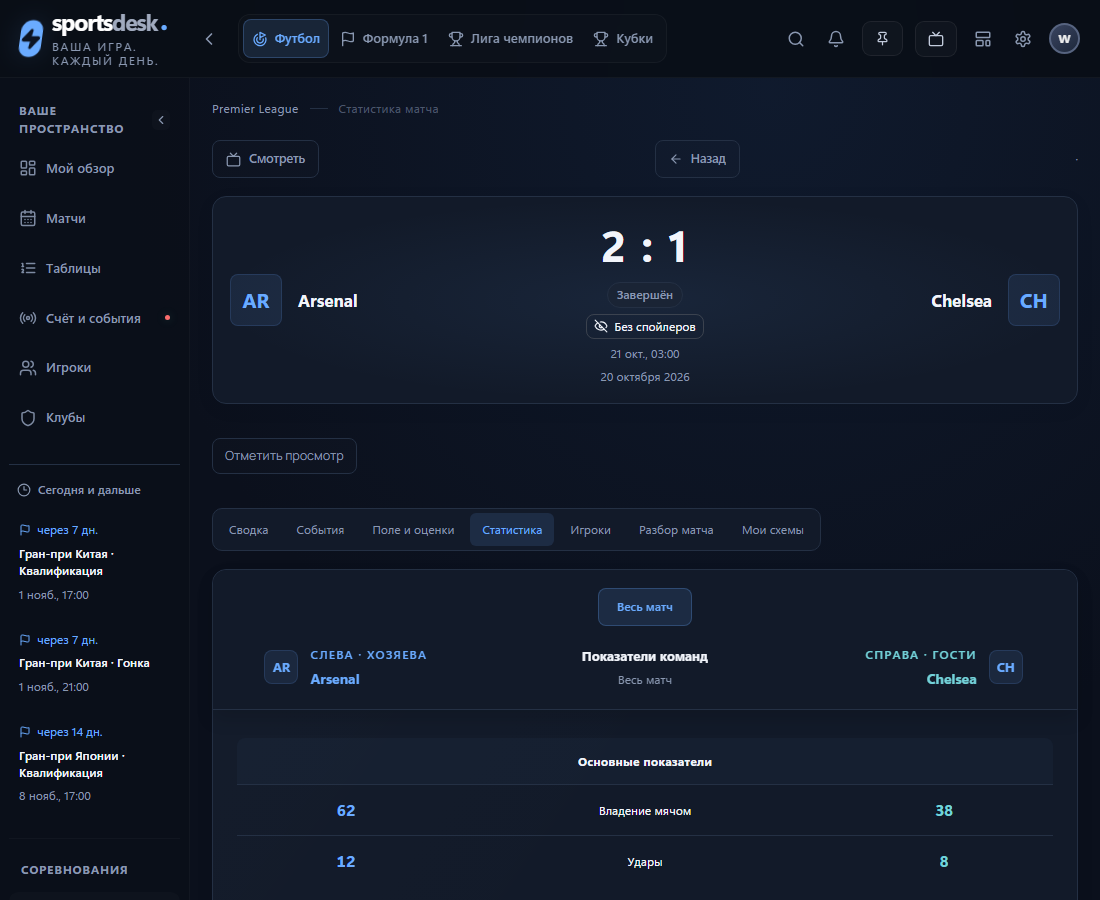 sportsdesk.
ВАША ИГРА.
КАЖДЫЙ ДЕНЬ.
Футбол
Формула 1
Лига чемпионов
Кубки
W
ВАШЕ
ПРОСТРАНСТВО
Мой обзор
Матчи
Таблицы
Счёт и события
Игроки
Клубы
Сегодня и дальше
через 7 дн.
Гран-при Китая ·
Квалификация
1 нояб., 17:00
через 7 дн.
Гран-при Китая · Гонка
1 нояб., 21:00
через 14 дн.
Гран-при Японии ·
Квалификация
8 нояб., 17:00
СОРЕВНОВАНИЯ
Premier League
Статистика матча
Смотреть
Назад
AR
Arsenal
2 : 1
Завершён
Без спойлеров
21 окт., 03:00
20 октября 2026
Chelsea
CH
Отметить просмотр
Сводка
События
Поле и оценки
Статистика
Игроки
Разбор матча
Мои схемы
Весь матч
AR
СЛЕВА · ХОЗЯЕВА
Arsenal
Показатели команд
Весь матч
СПРАВА · ГОСТИ
Chelsea
CH
Основные показатели
62 Владение мячом 38
12 Удары 8